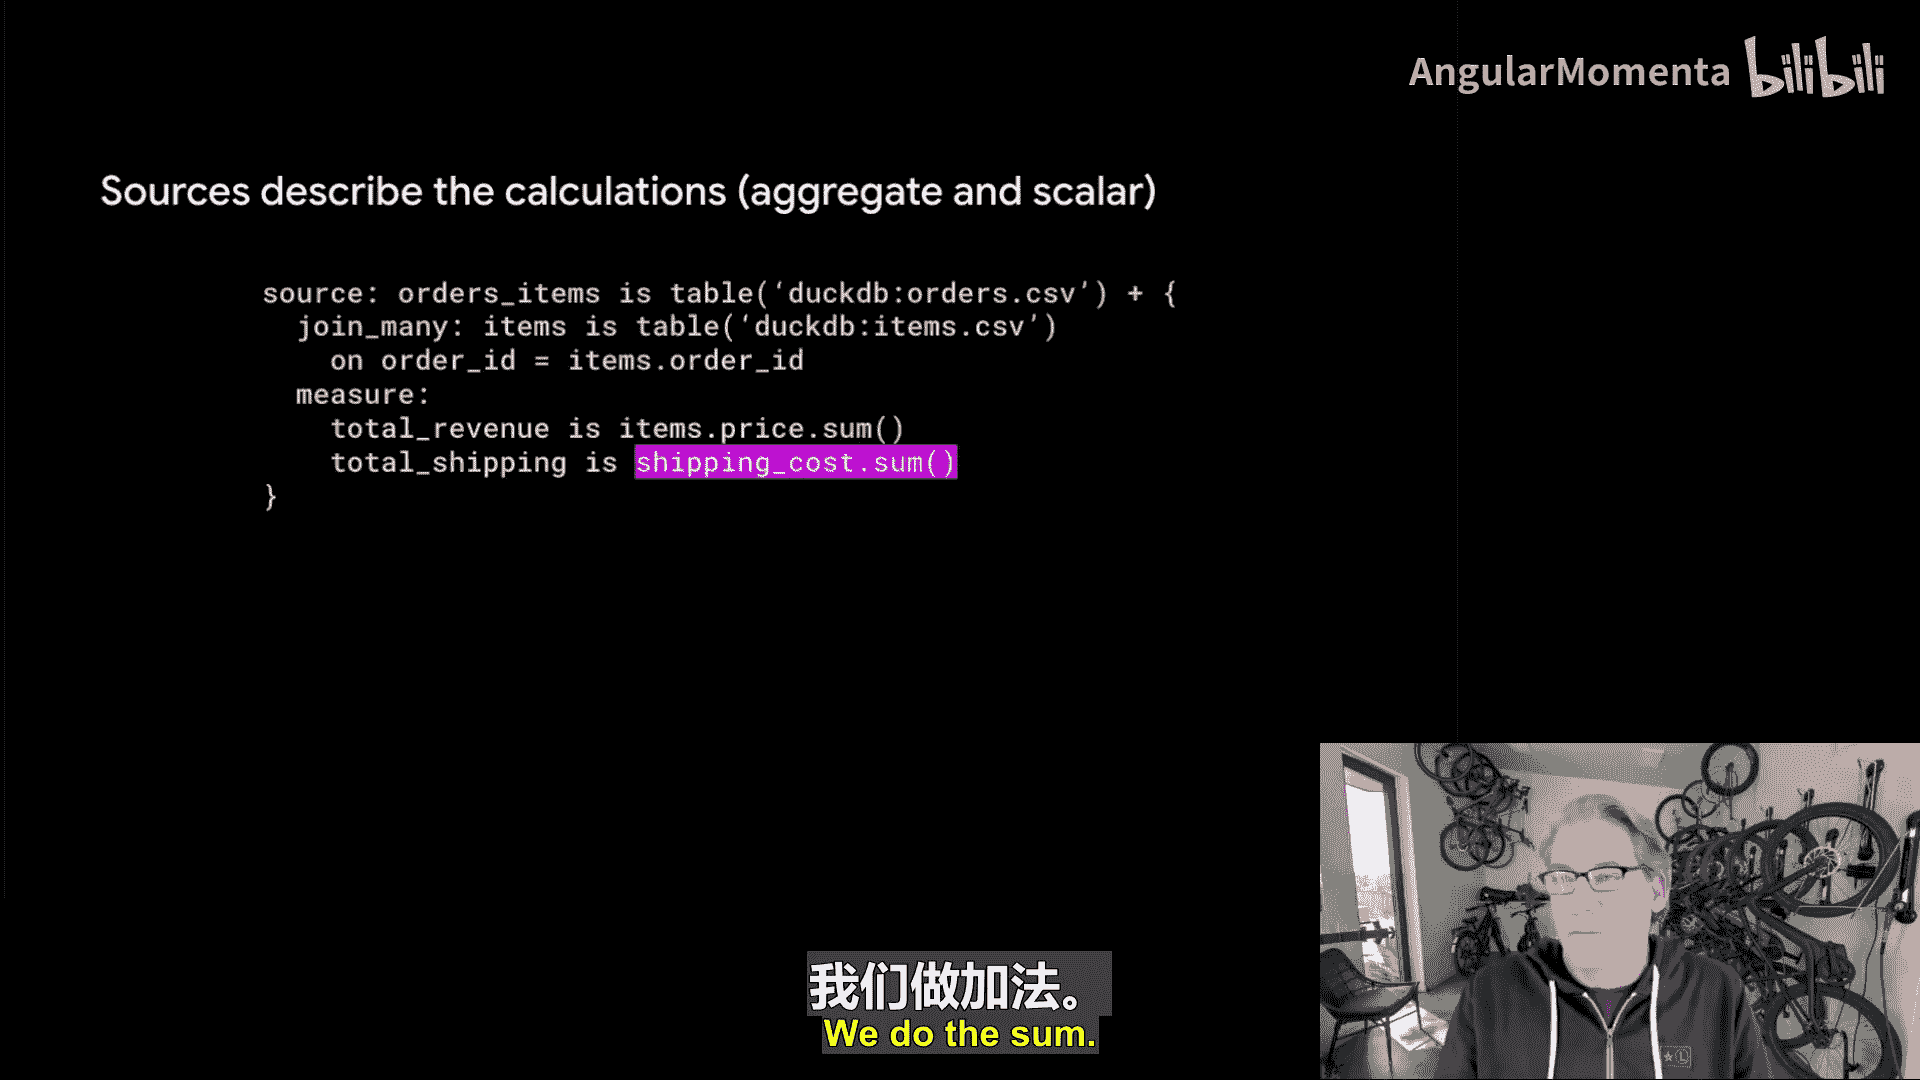 AngularMomenta bilibili
Sources describe the calculations (aggregate and scalar)
source: orders_items is table(‘duckdb:orders.csv’) + {
join_many: items is table(‘duckdb:items.csv’)
on order_id = items.order_id
measure:
total_revenue is items.price.sum()
total_shipping is shipping_cost.sum()
}
我们做加法。
We do the sum.